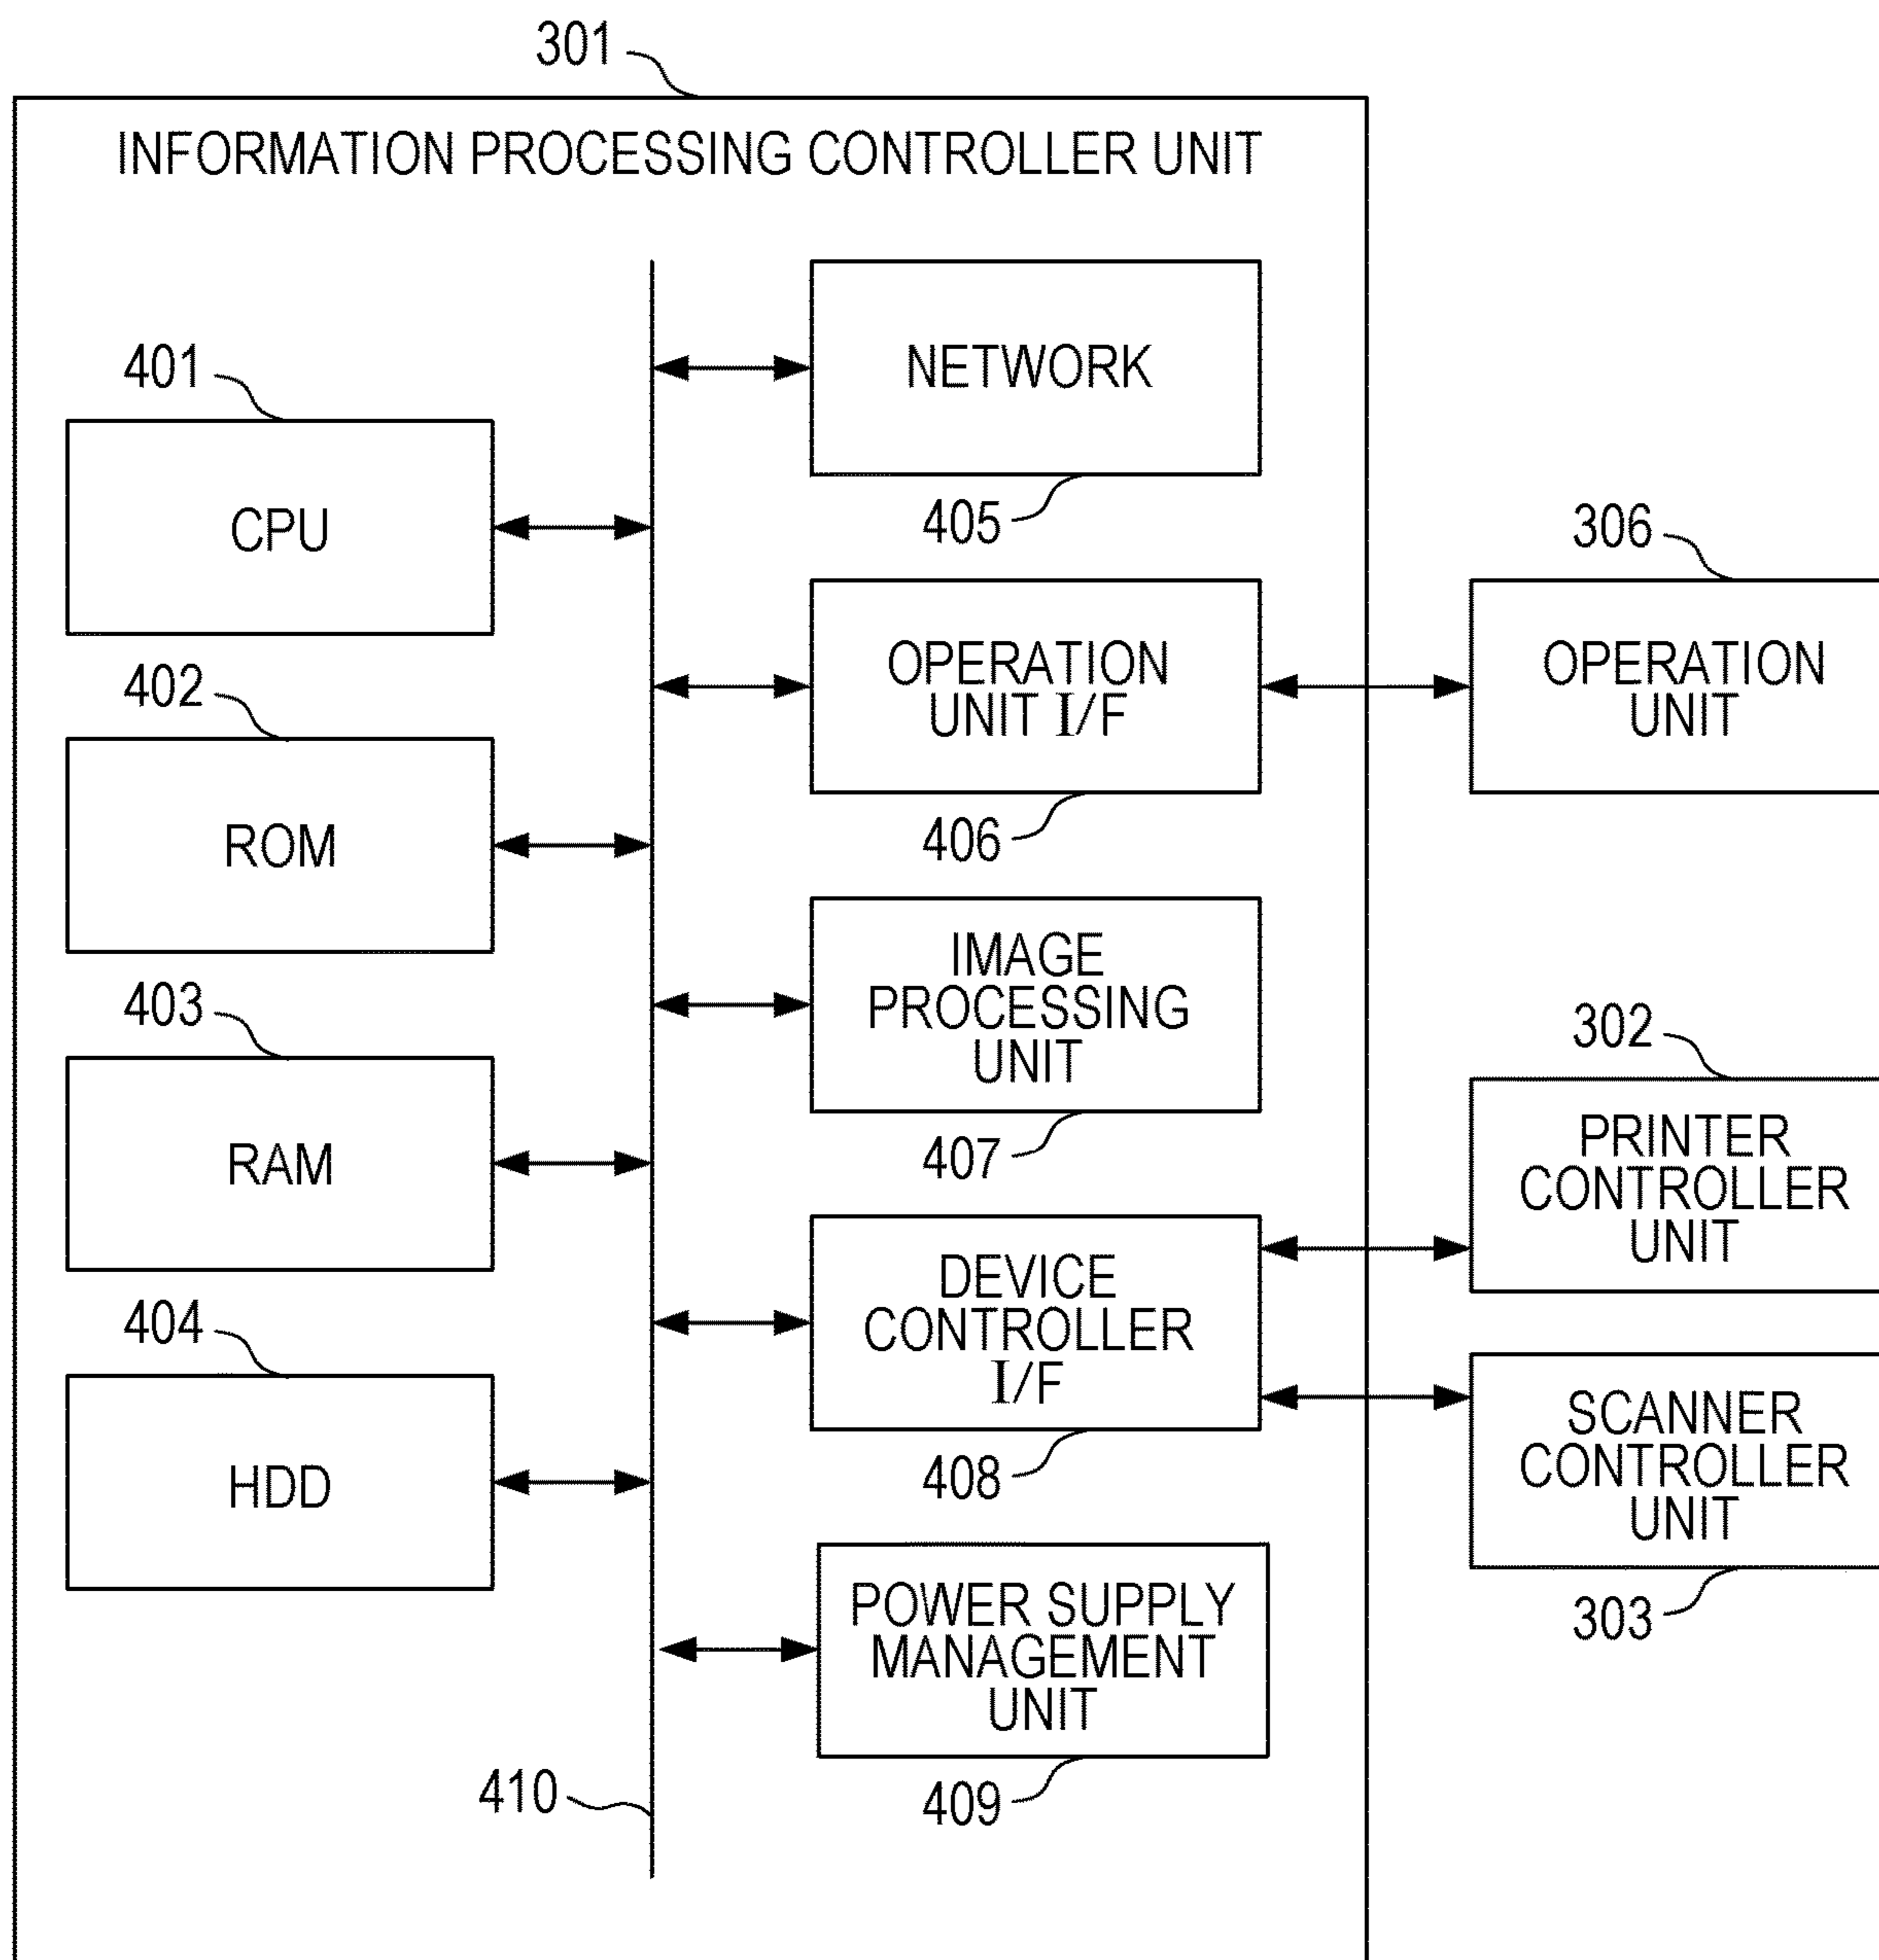 301
INFORMATION PROCESSING CONTROLLER UNIT
401
CPU
402
ROM
403
RAM
404
HDD
410
NETWORK
405
OPERATION
UNIT I/F
406
IMAGE
PROCESSING
UNIT
407
DEVICE
CONTROLLER
I/F
408
POWER SUPPLY
MANAGEMENT
UNIT
409
306
OPERATION
UNIT
302
PRINTER
CONTROLLER
UNIT
SCANNER
CONTROLLER
UNIT
303